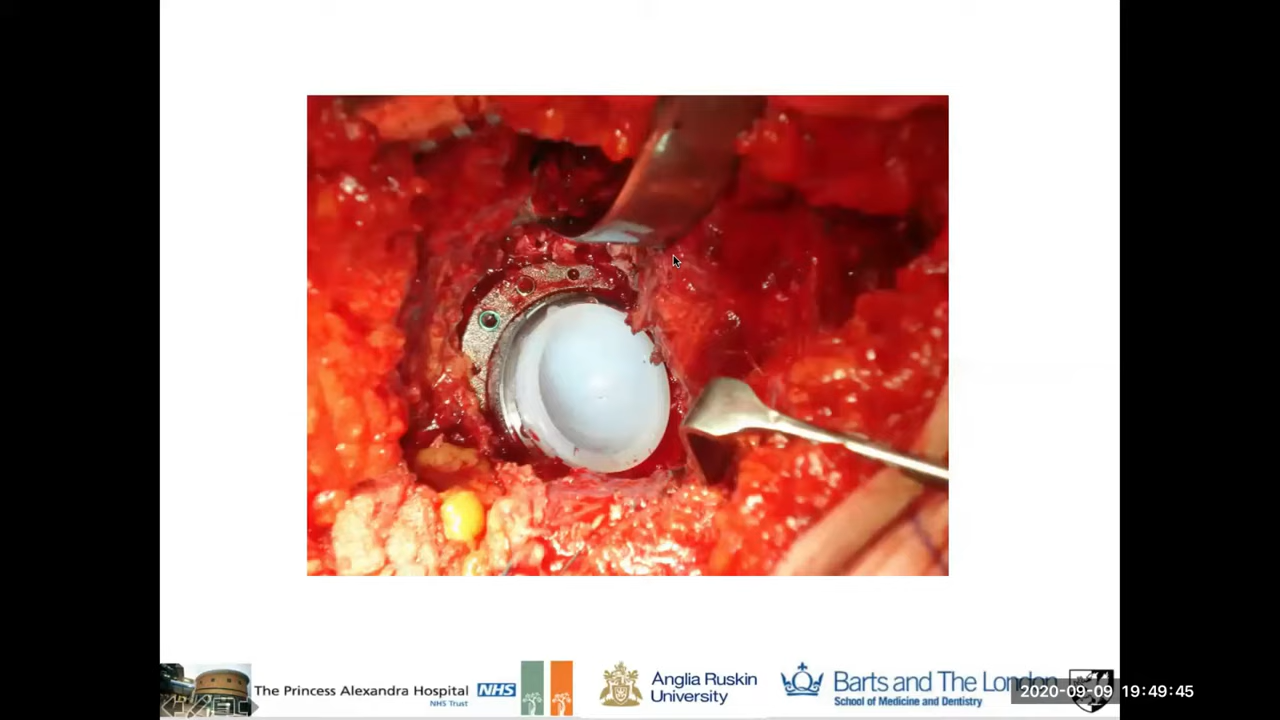 The Princess Alexandra Hospital NHS
NHS Trust
Anglia Ruskin
University
Barts and The London
School of Medicine and Dentistry
2020-09-09 19:49:45